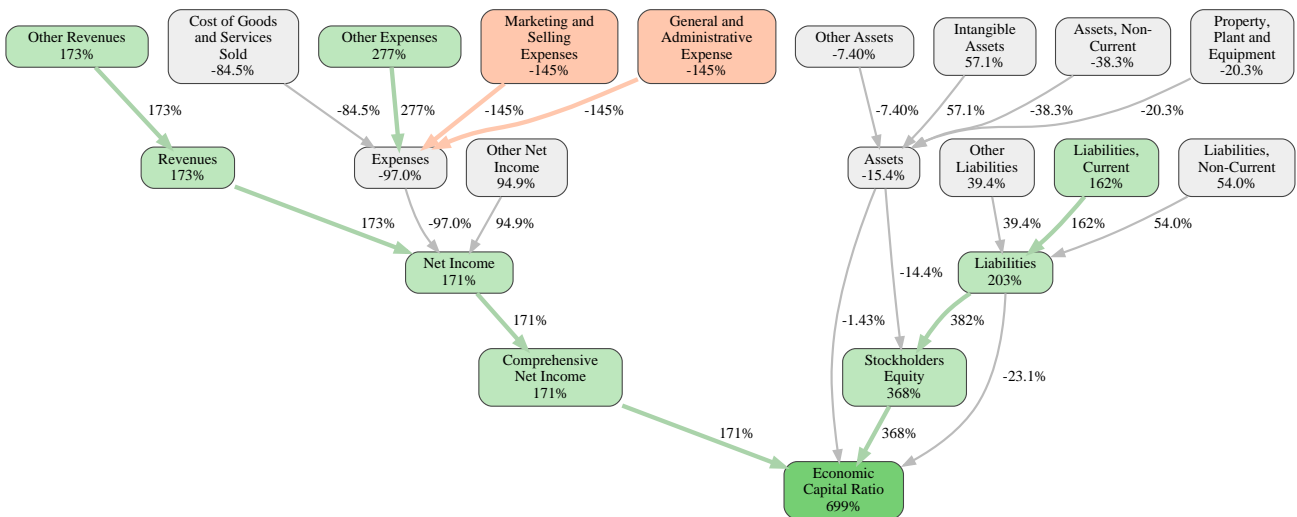 Other Revenues
173%
Cost of Goods
and Services
Sold
-84.5%
Other Expenses
277%
Marketing and
Selling
Expenses
-145%
General and
Administrative
Expense
-145%
Other Assets
-7.40%
Intangible
Assets
57.1%
Assets, Non-
Current
-38.3%
Property,
Plant and
Equipment
-20.3%
173%
-84.5%
277%
-145%
-145%
-7.40%
57.1%
-38.3%
-20.3%
Revenues
173%
Expenses
-97.0%
Other Net
Income
94.9%
Assets
-15.4%
Other
Liabilities
39.4%
Liabilities,
Current
162%
Liabilities,
Non-Current
54.0%
173%
-97.0%
94.9%
39.4%
162%
54.0%
Net Income
171%
Liabilities
203%
-14.4%
171%
-1.43%
382%
Comprehensive
Net Income
171%
Stockholders
Equity
368%
-23.1%
171%
368%
Economic
Capital Ratio
699%